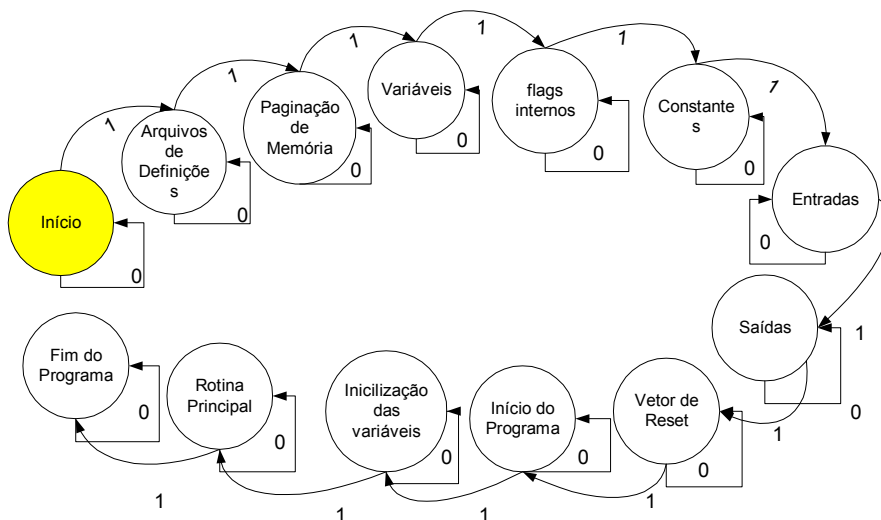 Início
0
1
Arquivos
de
Definiçõe
s
0
1
Paginação
de
Memória
0
1
Variáveis
0
1
flags
internos
0
1
Constante
s
0
1
Entradas
0
1
Saídas
0
1
Vetor de
Reset
0
1
Início do
Programa
0
1
Inicilização
das
variáveis
0
1
Rotina
Principal
0
1
Fim do
Programa
0